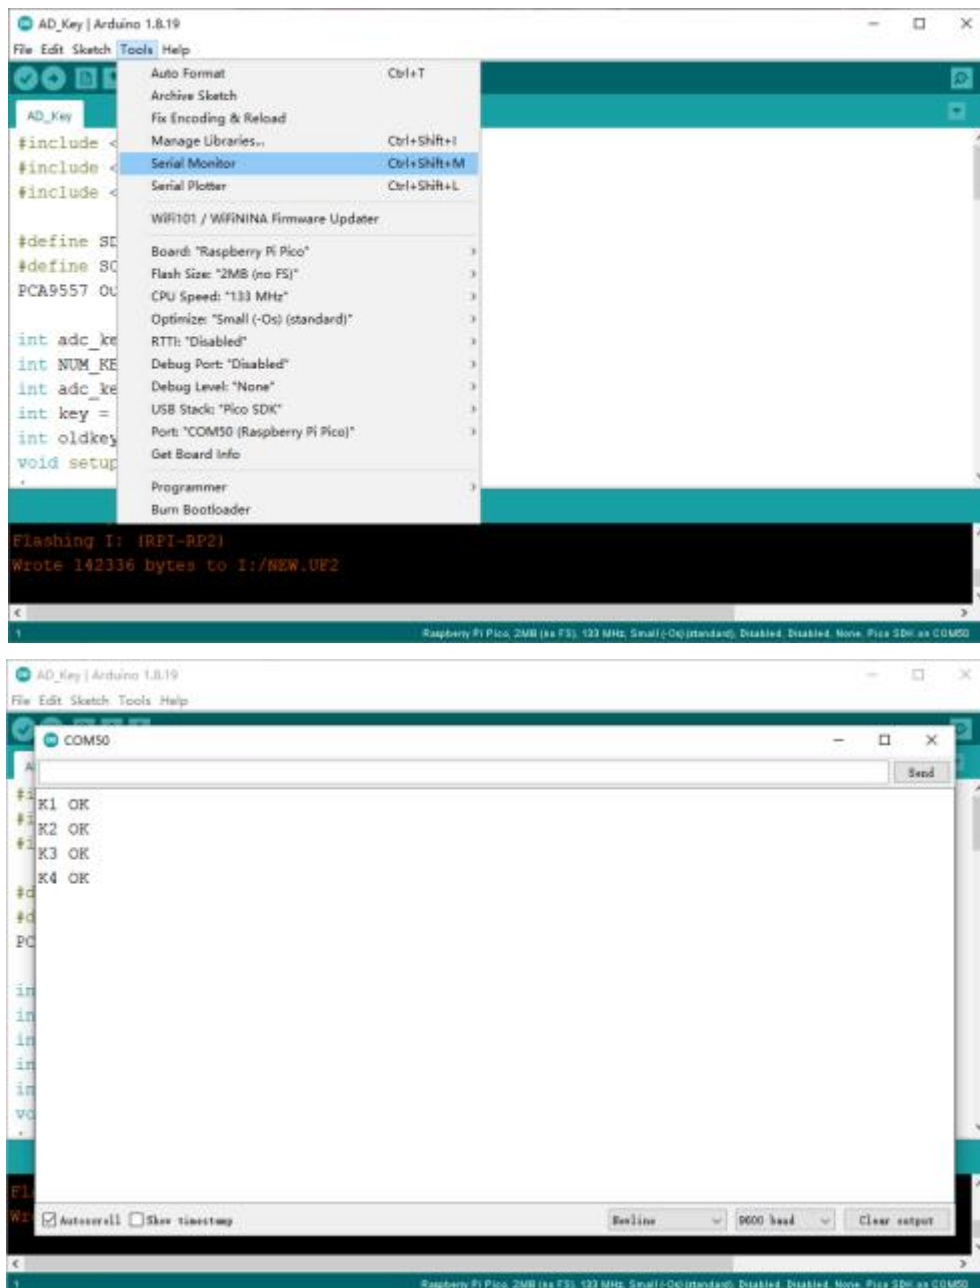 AD_Key | Arduino 1.8.19
File Edit Sketch Tools Help
Auto Format Ctrl+T
Archive Sketch
AD_Key
Fix Encoding & Reload
#include <
Manage Libraries... Ctrl+Shift+I
#include <
Serial Monitor Ctrl+Shift+M
#include <
Serial Plotter Ctrl+Shift+L
WiFi101 / WiFiNINA Firmware Updater
#define SD
Board: "Raspberry Pi Pico"
#define SC
Flash Size: "2MB (no FS)"
PCA9557 Ou
CPU Speed: "133 MHz"
Optimize: "Small (-Os) (standard)"
int adc_ke
RTTI: "Disabled"
int NUM_KE
Debug Port: "Disabled"
int adc_ke
Debug Level: "None"
int key =
USB Stack: "Pico SDK"
int oldkey
Port: "COM50 (Raspberry Pi Pico)"
void setup
Get Board Info
Programmer
Burn Bootloader
Flashing I: (RPI-RP2)
Wrote 142336 bytes to I:/NEW.UF2
1 Raspberry Pi Pico, 2MB (no FS), 133 MHz, Small (-Os) (standard), Disabled, Disabled, None, Pico SDK on COM50
AD_Key | Arduino 1.8.19
File Edit Sketch Tools Help
COM50
Send
K1 OK
K2 OK
K3 OK
K4 OK
#d
#d
PC
in
in
in
in
in
vo
Fl
Wr
Autoscroll Show timestamp Newline 9600 baud Clear output
1 Raspberry Pi Pico, 2MB (no FS), 133 MHz, Small (-Os) (standard), Disabled, Disabled, None, Pico SDK on COM50